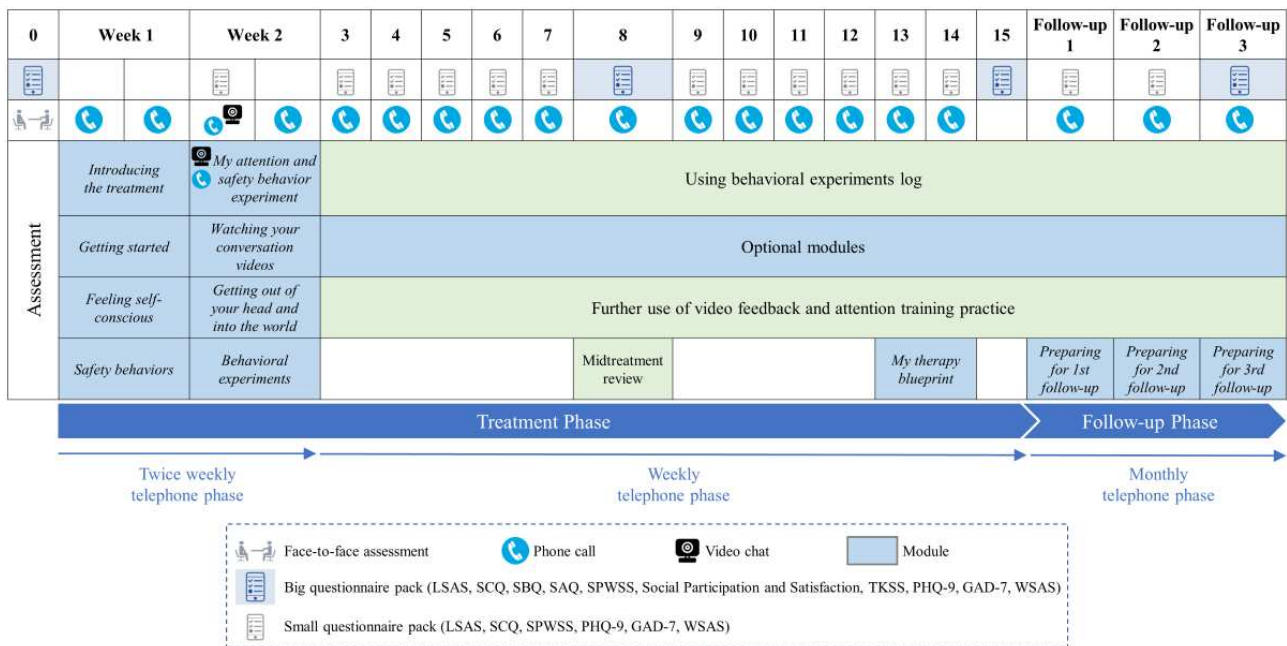 0 Week 1 Week 2 3 4 5 6 7 8 9 10 11 12 13 14 15 Follow-up 1 Follow-up 2 Follow-up 3
Assessment
Introducing
the treatment
My attention and
safety behavior
experiment
Using behavioral experiments log
Getting started
Watching your
conversation
videos
Optional modules
Feeling self-
conscious
Getting out of
your head and
into the world
Further use of video feedback and attention training practice
Safety behaviors
Behavioral
experiments
Midtreatment
review
My therapy
blueprint
Preparing
for 1st
follow-up
Preparing
for 2nd
follow-up
Preparing
for 3rd
follow-up
Treatment Phase
Follow-up Phase
Twice weekly
telephone phase
Weekly
telephone phase
Monthly
telephone phase
Face-to-face assessment Phone call Video chat Module
Big questionnaire pack (LSAS, SCQ, SBQ, SAQ, SPWSS, Social Participation and Satisfaction, TKSS, PHQ-9, GAD-7, WSAS)
Small questionnaire pack (LSAS, SCQ, SPWSS, PHQ-9, GAD-7, WSAS)